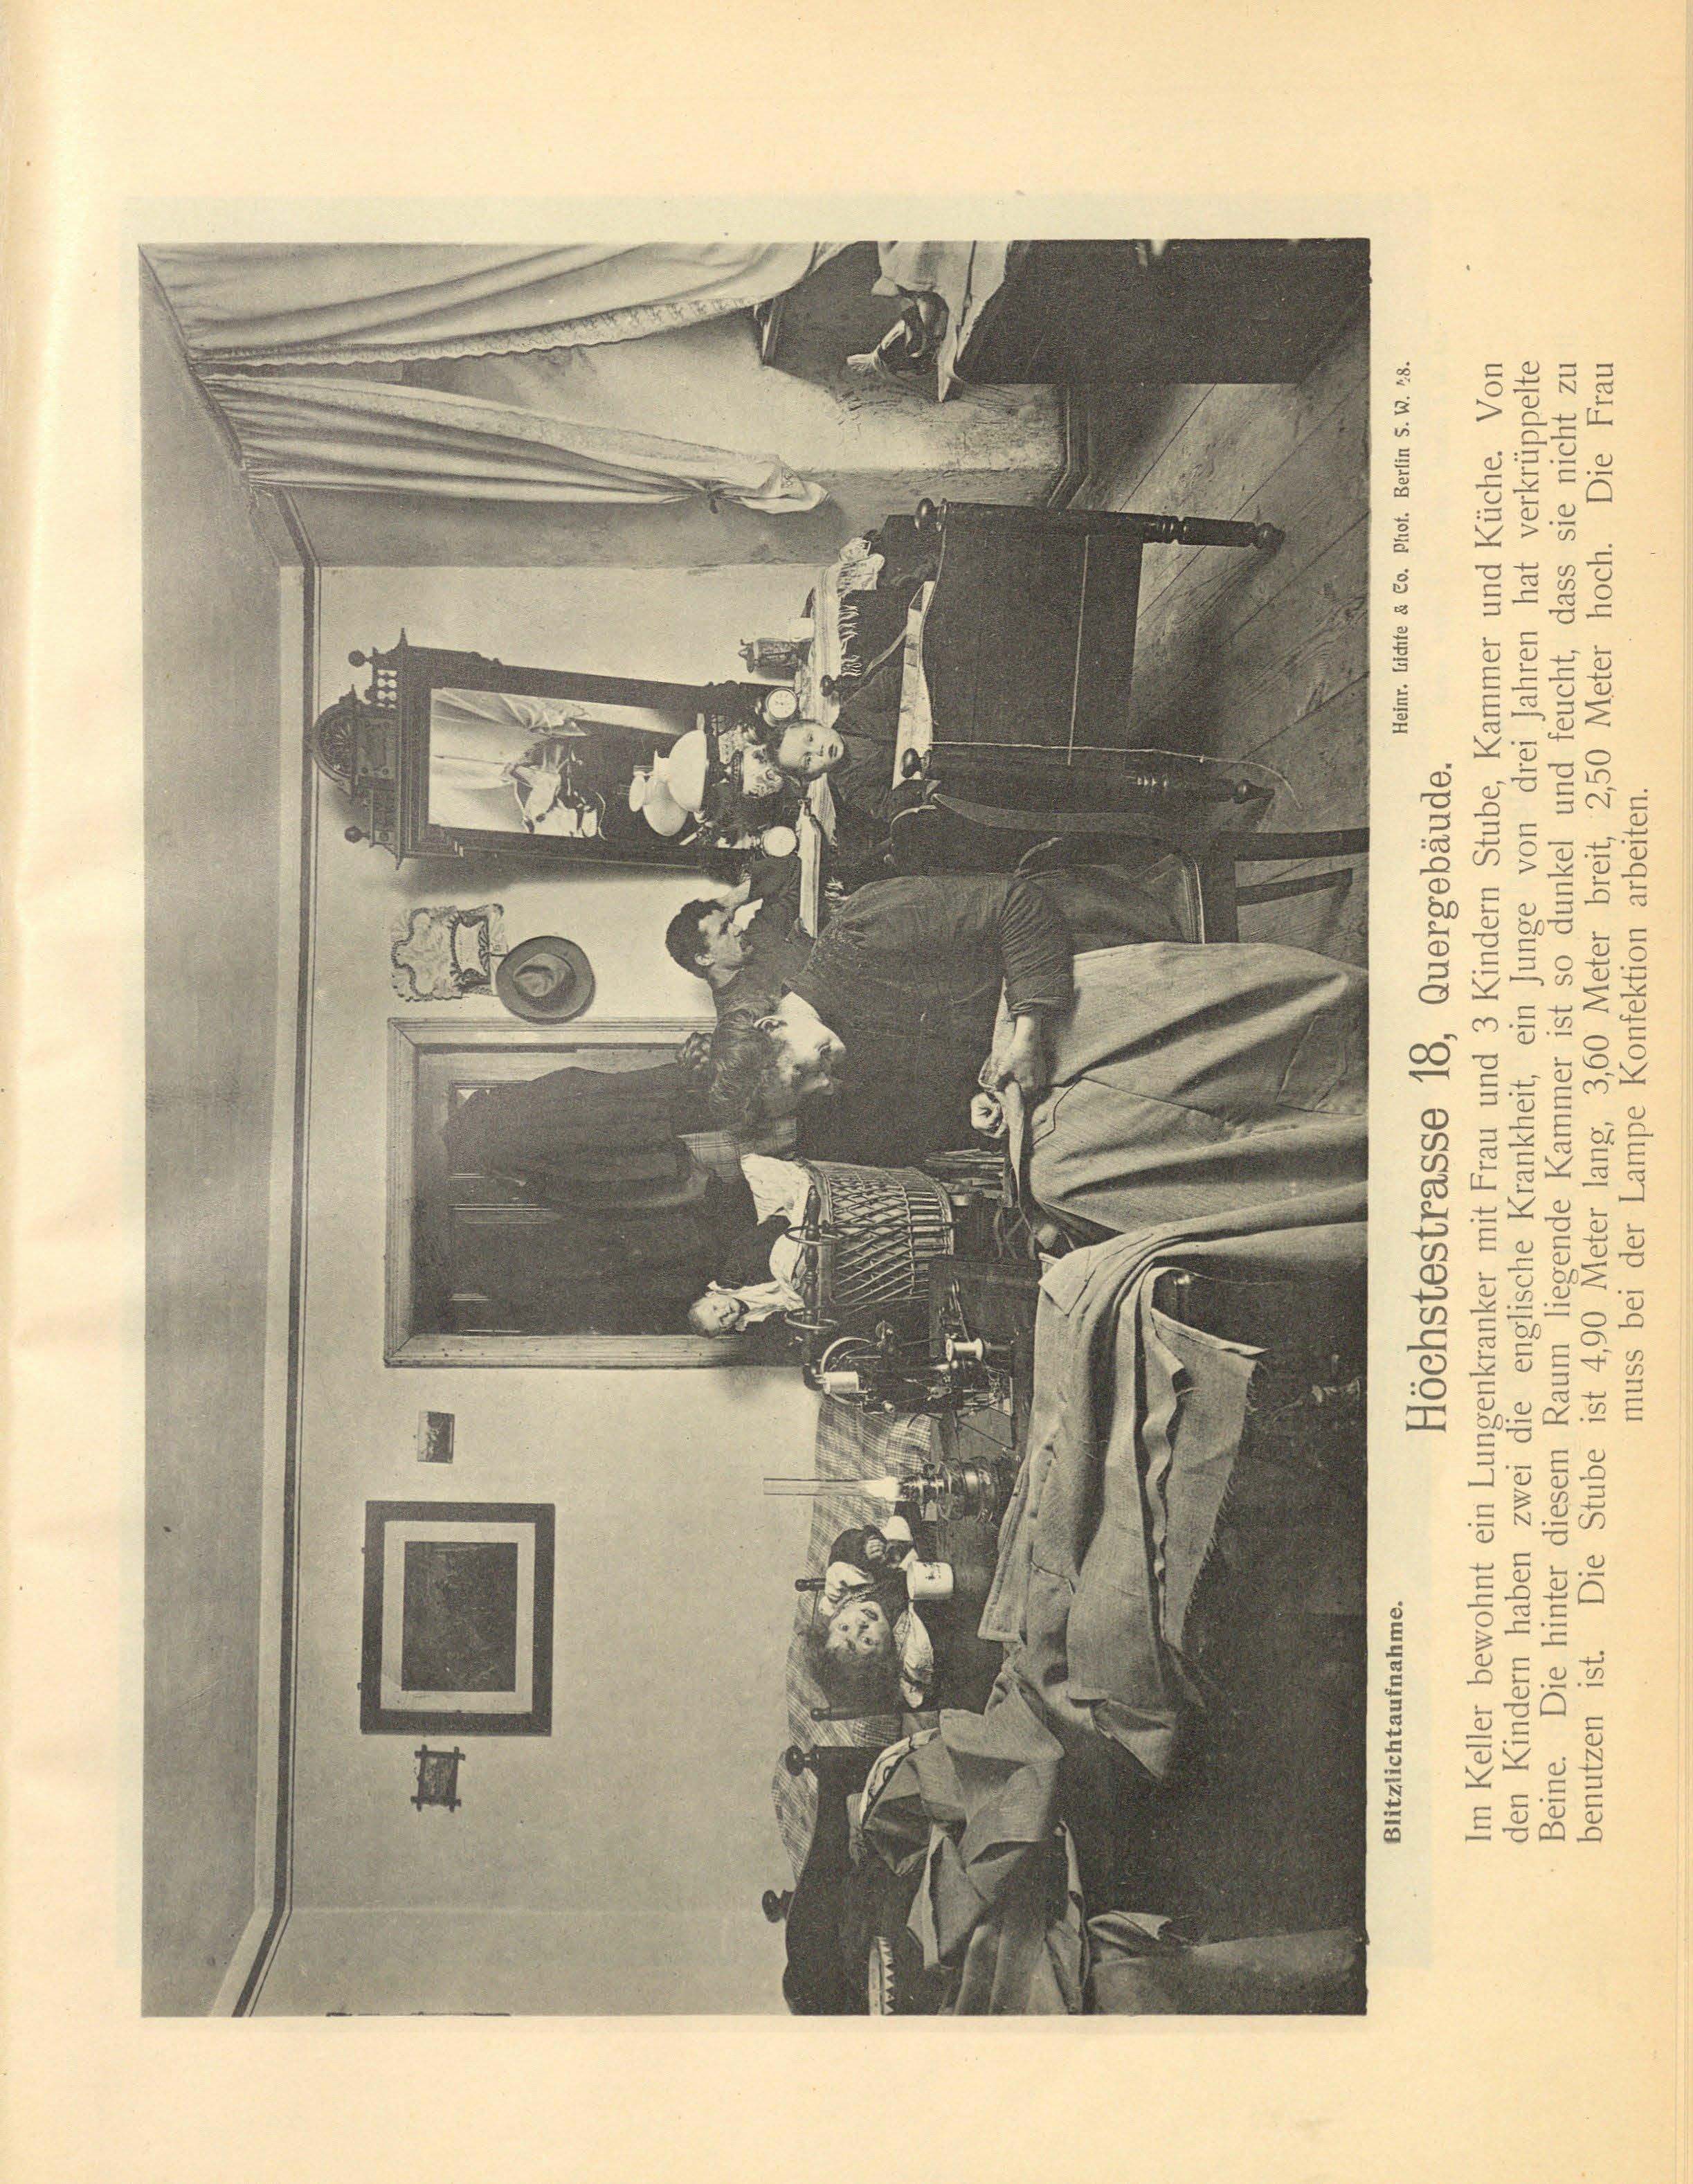 Blitzlichtaufnahme.
Heinr. Lichte & Co. Phot. Berlin S. W. 48.
Höchstestrasse 18, Quergebäude.
Im Keller bewohnt ein Lungenkranker mit Frau und 3 Kindern Stube, Kammer und Küche. Von
den Kindern haben zwei die englische Krankheit, ein Junge von drei Jahren hat verkrüppelte
Beine. Die hinter diesem Raum liegende Kammer ist so dunkel und feucht, dass sie nicht zu
benutzen ist. Die Stube ist 4,90 Meter lang, 3,60 Meter breit, 2,50 Meter hoch. Die Frau
muss bei der Lampe Konfektion arbeiten.